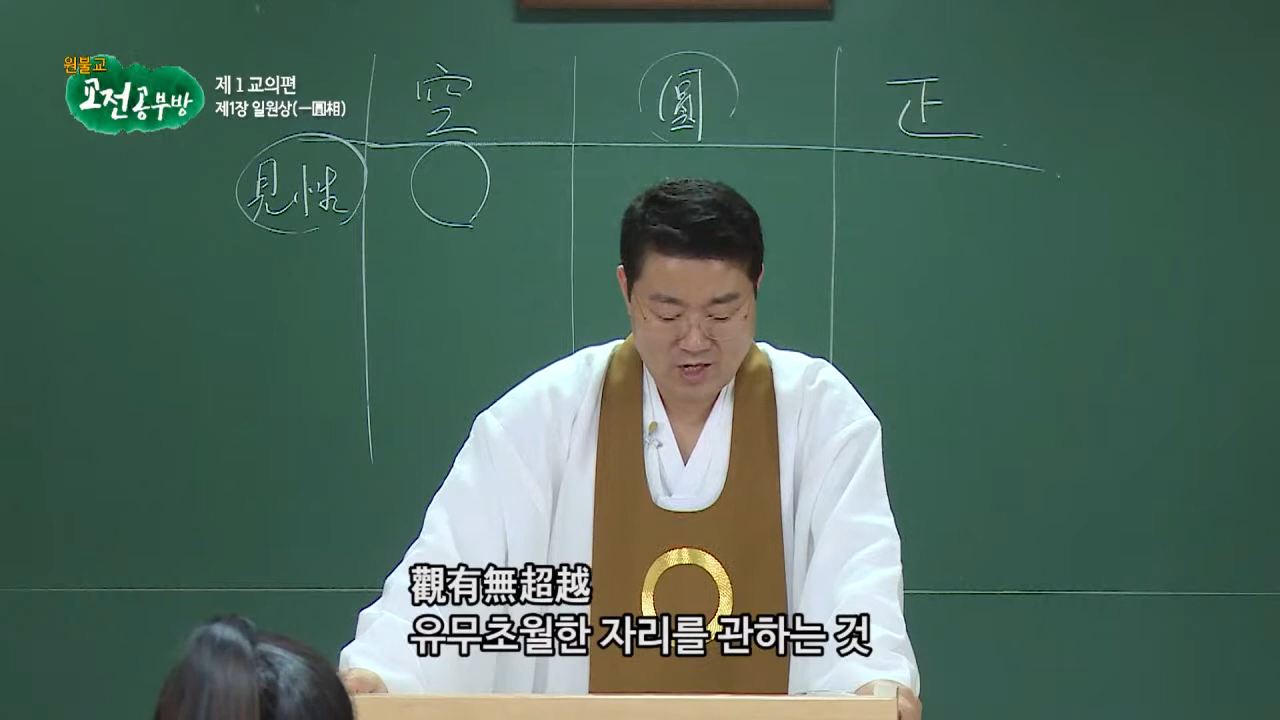 원불교
교전공부방
제1교의편
제1장 일원상(一圓相)
空 圓 正
見性
觀有無超越
유무초월한 자리를 관하는 것